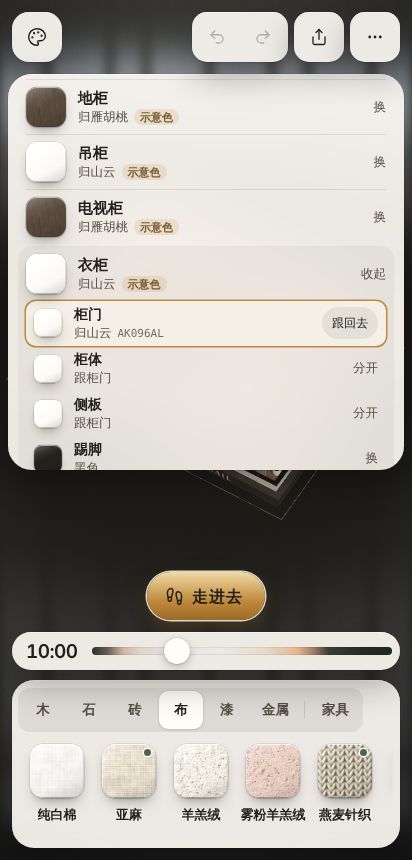 地柜
归雁胡桃 示意色
换
吊柜
归山云 示意色
换
电视柜
归雁胡桃 示意色
换
衣柜
归山云 示意色
收起
柜门
归山云 AK096AL
跟回去
柜体
跟柜门
分开
侧板
跟柜门
分开
踢脚
黑色
换
走进去
10:00
木 石 砖 布 漆 金属 家具
纯白棉 亚麻 羊羔绒 雾粉羊羔绒 燕麦针织